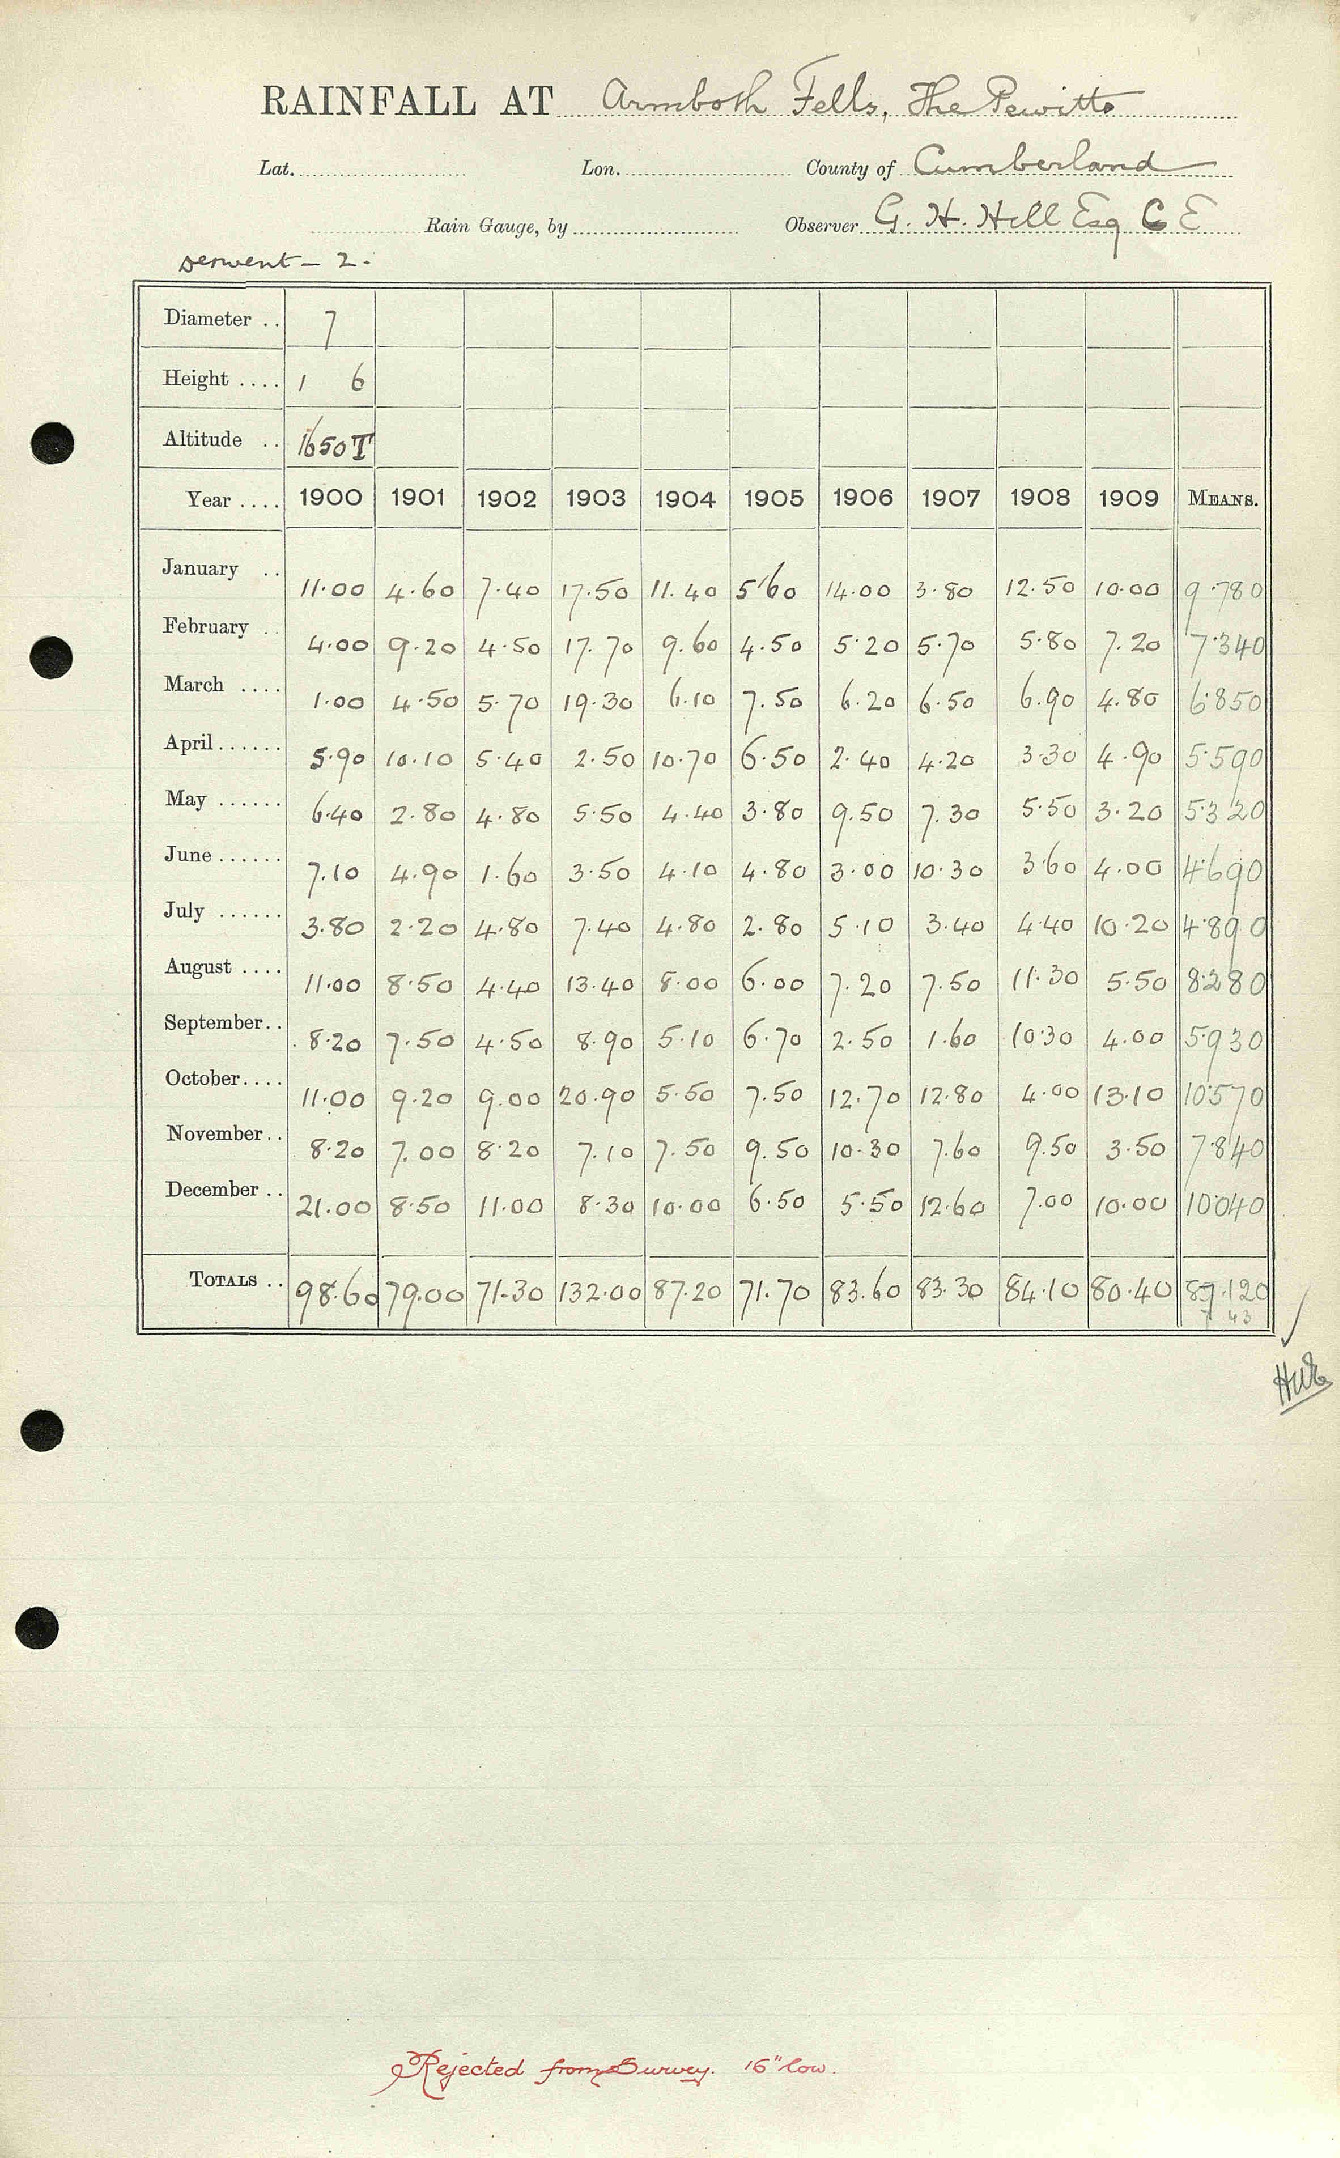 RAINFALL AT Armboth Fells, The Pewitts
Lat. Lon. County of Cumberland
Rain Gauge, by Observer G. H. Hill Esq C E
Derwent - 2.
Diameter .. 7
Height .... 1 6
Altitude .. 1650 T
Year .... 1900 1901 1902 1903 1904 1905 1906 1907 1908 1909 MEANS.
January .. 11.00 4.60 7.40 17.50 11.40 5.60 14.00 3.80 12.50 10.00 9.780
February .. 4.00 9.20 4.50 17.70 9.60 4.50 5.20 5.70 5.80 7.20 7.340
March .... 1.00 4.50 5.70 19.30 6.10 7.50 6.20 6.50 6.90 4.80 6.850
April...... 5.90 10.10 5.40 2.50 10.70 6.50 2.40 4.20 3.30 4.90 5.590
May ...... 6.40 2.80 4.80 5.50 4.40 3.80 9.50 7.30 5.50 3.20 5.320
June...... 7.10 4.90 1.60 3.50 4.10 4.80 3.00 10.30 3.60 4.00 4.690
July ...... 3.80 2.20 4.80 7.40 4.80 2.80 5.10 3.40 4.40 10.20 4.890
August .... 11.00 8.50 4.40 13.40 8.00 6.00 7.20 7.50 11.30 5.50 8.280
September.. 8.20 7.50 4.50 8.90 5.10 6.70 2.50 1.60 10.30 4.00 5.930
October.... 11.00 9.20 9.00 20.90 5.50 7.50 12.70 12.80 4.00 13.10 10.570
November.. 8.20 7.00 8.20 7.10 7.50 9.50 10.30 7.60 9.50 3.50 7.840
December .. 21.00 8.50 11.00 8.30 10.00 6.50 5.50 12.60 7.00 10.00 10.040
TOTALS .. 98.60 79.00 71.30 132.00 87.20 71.70 83.60 83.30 84.10 80.40 87.120
Rejected from Survey. 16" low.